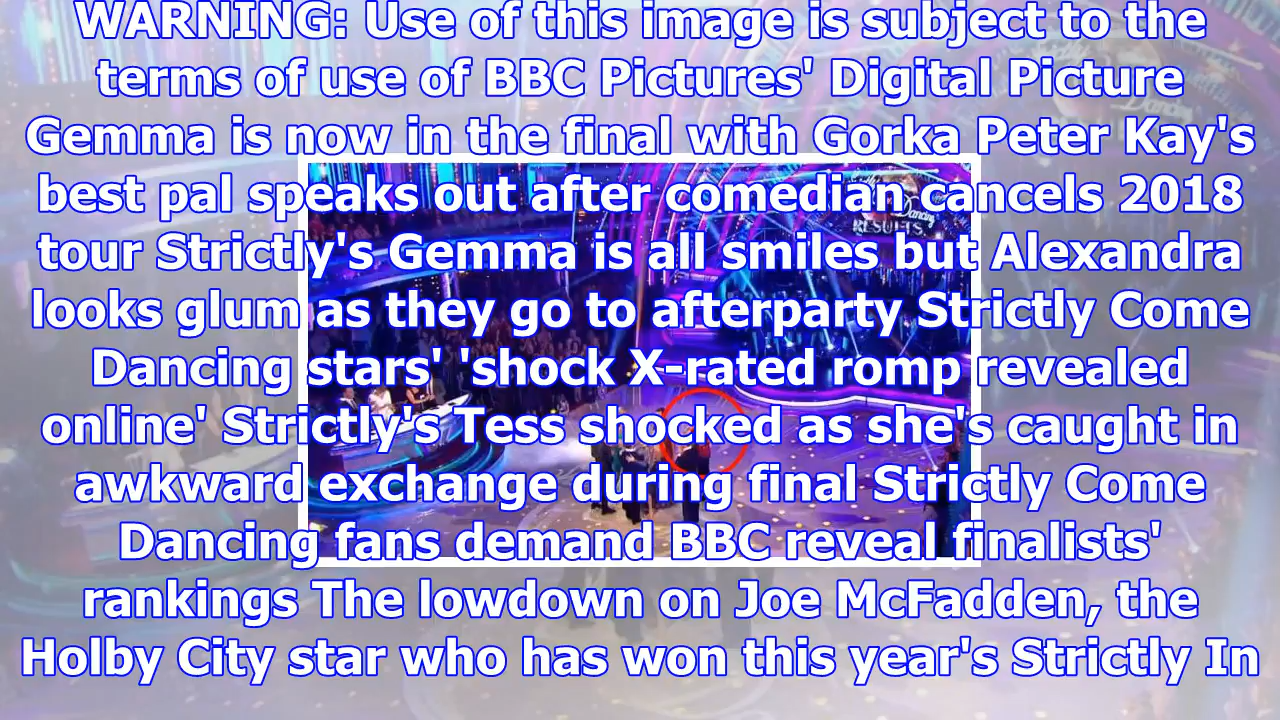 WARNING: Use of this image is subject to the
terms of use of BBC Pictures' Digital Picture
Gemma is now in the final with Gorka Peter Kay's
best pal speaks out after comedian cancels 2018
tour Strictly's Gemma is all smiles but Alexandra
looks glum as they go to afterparty Strictly Come
Dancing stars' 'shock X-rated romp revealed
online' Strictly's Tess shocked as she's caught in
awkward exchange during final Strictly Come
Dancing fans demand BBC reveal finalists'
rankings The lowdown on Joe McFadden, the
Holby City star who has won this year's Strictly In
Dancing
RESULTS